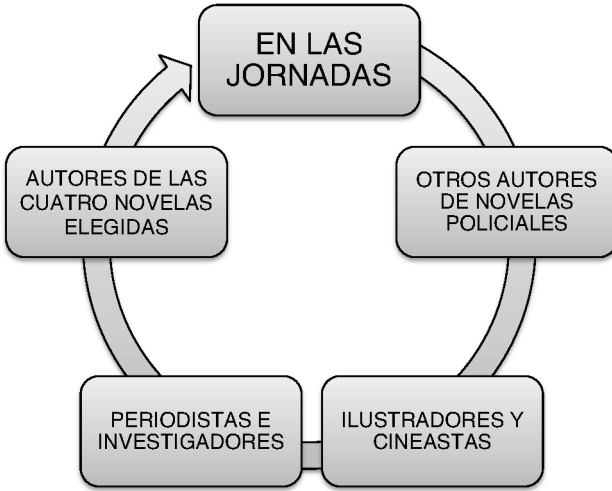 EN LAS
JORNADAS
OTROS AUTORES
DE NOVELAS
POLICIALES
ILUSTRADORES Y
CINEASTAS
PERIODISTAS E
INVESTIGADORES
AUTORES DE LAS
CUATRO NOVELAS
ELEGIDAS